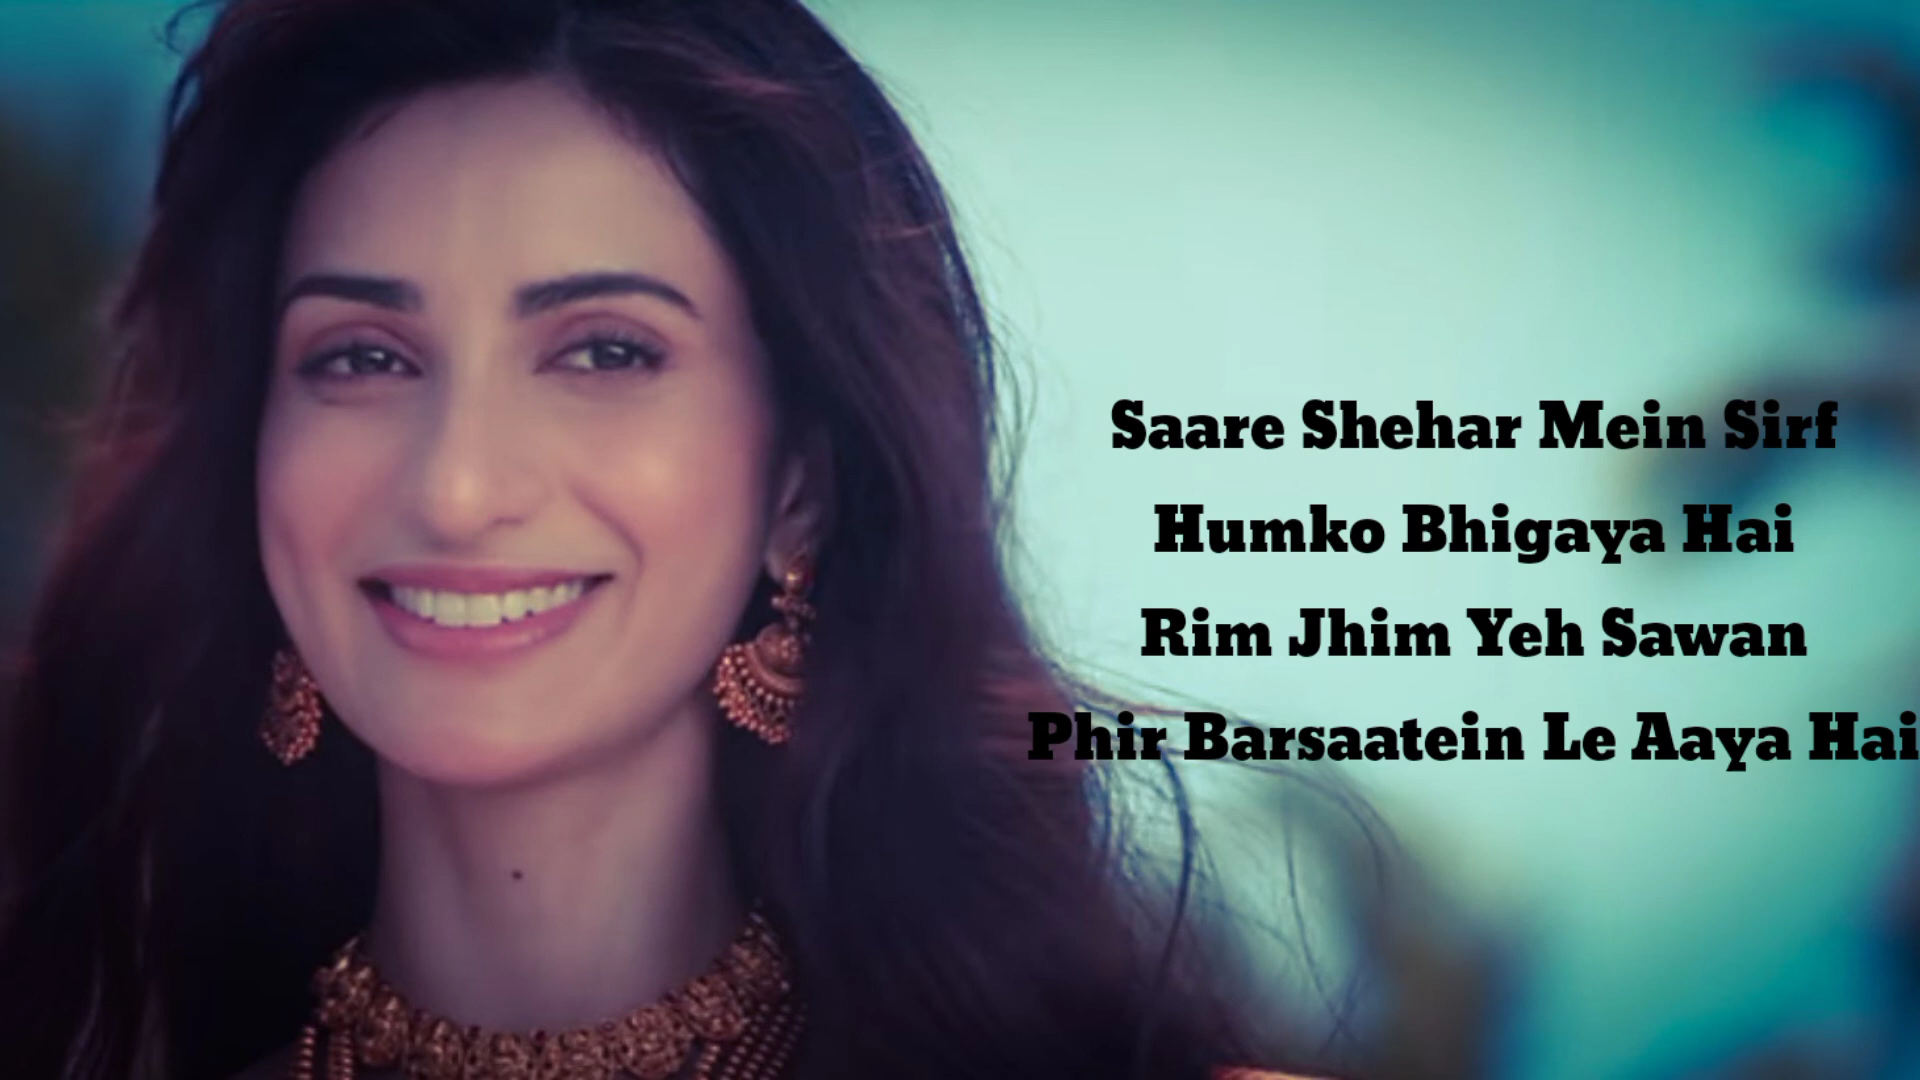 Saare Shehar Mein Sirf
Humko Bhigaya Hai
Rim Jhim Yeh Sawan
Phir Barsaatein Le Aaya Hai